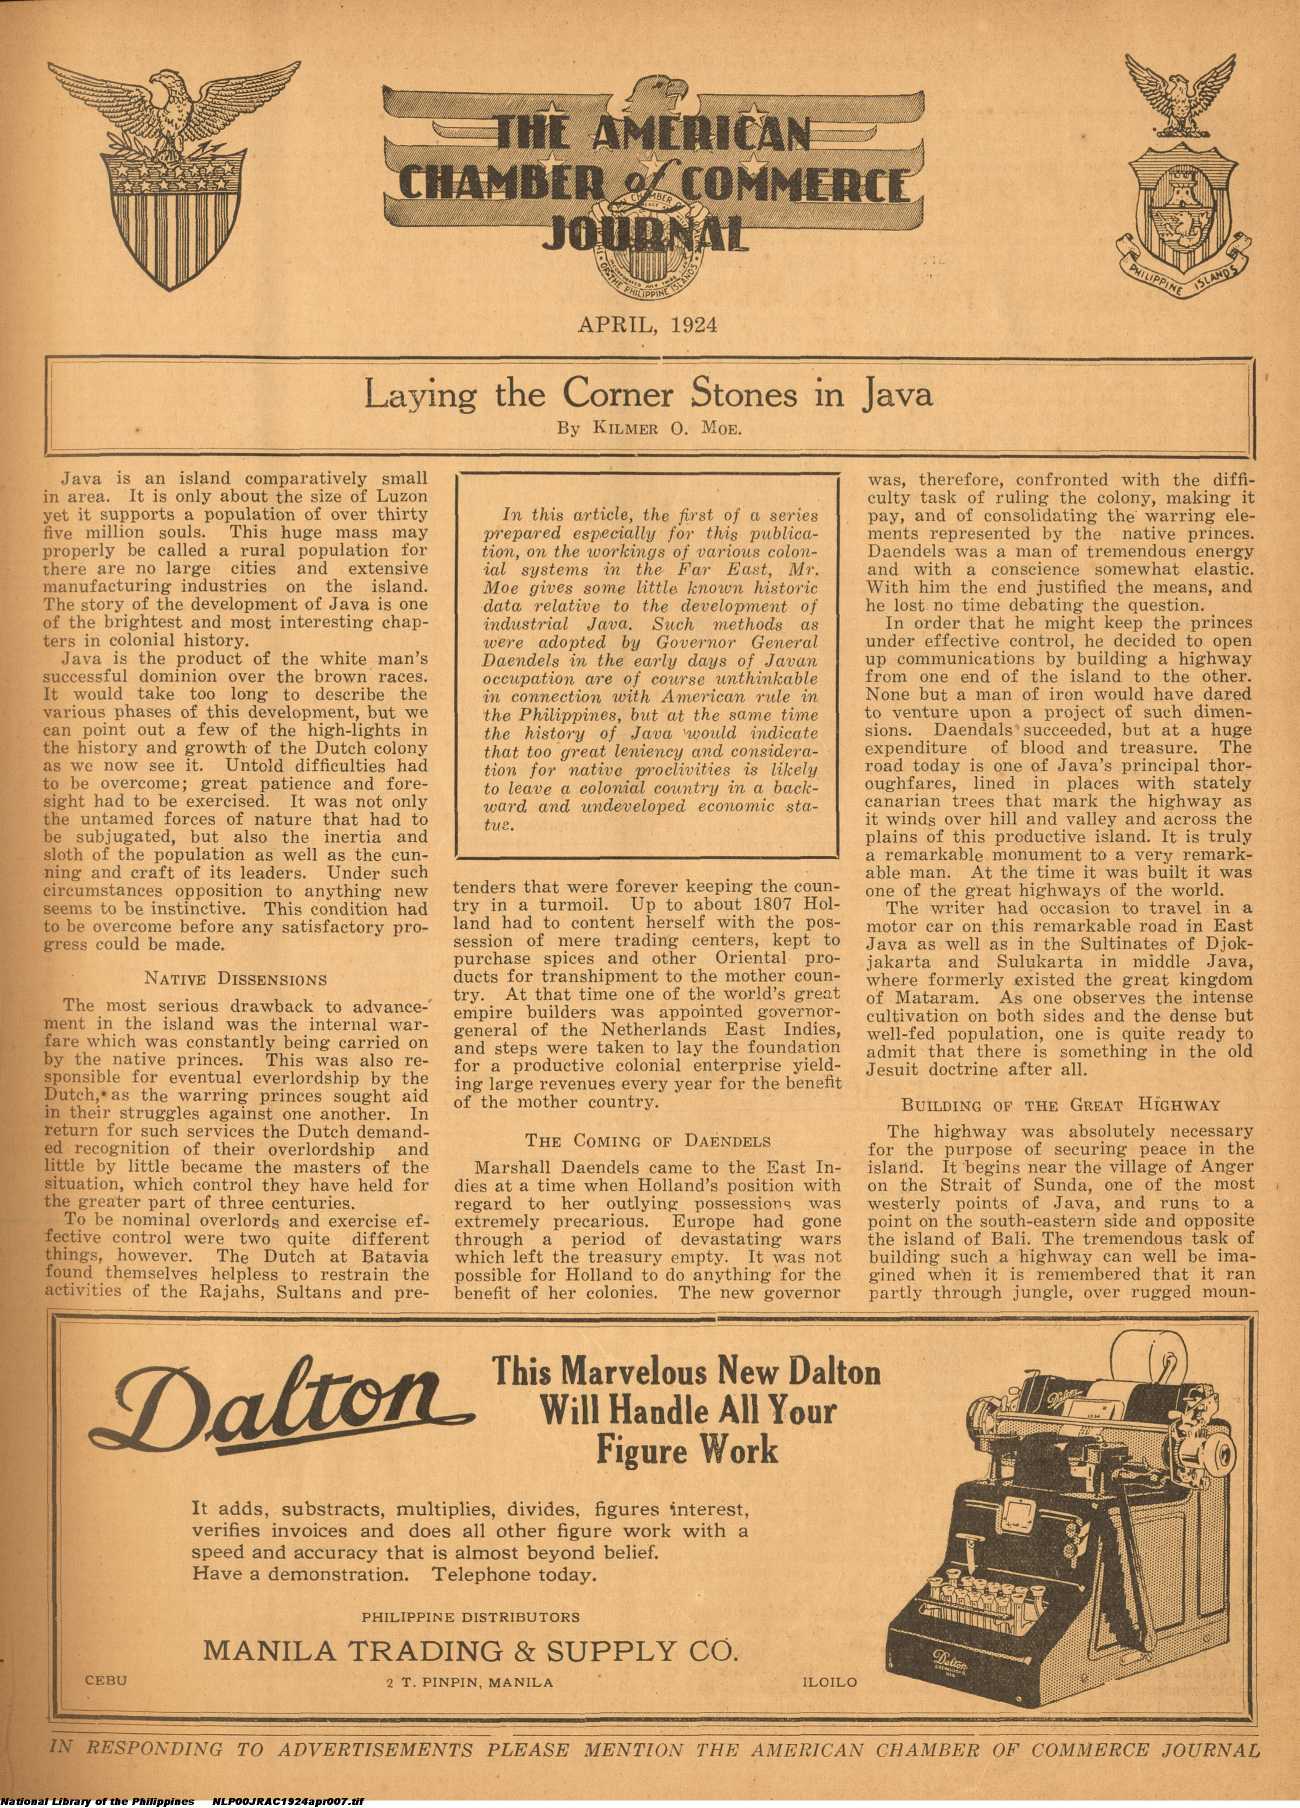 THE AMERICAN
CHAMBER of COMMERCE
JOURNAL
PHILIPPINE ISLANDS
APRIL, 1924
Laying the Corner Stones in Java
By KILMER O. MOE.
Java is an island comparatively small
in area. It is only about the size of Luzon
yet it supports a population of over thirty
five million souls. This huge mass may
properly be called a rural population for
there are no large cities and extensive
manufacturing industries on the island.
The story of the development of Java is one
of the brightest and most interesting chap-
ters in colonial history.
Java is the product of the white man's
successful dominion over the brown races.
It would take too long to describe the
various phases of this development, but we
can point out a few of the high-lights in
the history and growth of the Dutch colony
as we now see it. Untold difficulties had
to be overcome; great patience and fore-
sight had to be exercised. It was not only
the untamed forces of nature that had to
be subjugated, but also the inertia and
sloth of the population as well as the cun-
ning and craft of its leaders. Under such
circumstances opposition to anything new
seems to be instinctive. This condition had
to be overcome before any satisfactory pro-
gress could be made.
NATIVE DISSENSIONS
The most serious drawback to advance-
ment in the island was the internal war-
fare which was constantly being carried on
by the native princes. This was also re-
sponsible for eventual everlordship by the
Dutch, as the warring princes sought aid
in their struggles against one another. In
return for such services the Dutch demand-
ed recognition of their overlordship and
little by little became the masters of the
situation, which control they have held for
the greater part of three centuries.
To be nominal overlords and exercise ef-
fective control were two quite different
things, however. The Dutch at Batavia
found themselves helpless to restrain the
activities of the Rajahs, Sultans and pre-
In this article, the first of a series
prepared especially for this publica-
tion, on the workings of various colon-
ial systems in the Far East, Mr.
Moe gives some little known historic
data relative to the development of
industrial Java. Such methods as
were adopted by Governor General
Daendels in the early days of Javan
occupation are of course unthinkable
in connection with American rule in
the Philippines, but at the same time
the history of Java would indicate
that too great leniency and considera-
tion for native proclivities is likely
to leave a colonial country in a back-
ward and undeveloped economic sta-
tus.
tenders that were forever keeping the coun-
try in a turmoil. Up to about 1807 Hol-
land had to content herself with the pos-
session of mere trading centers, kept to
purchase spices and other Oriental pro-
ducts for transhipment to the mother coun-
try. At that time one of the world's great
empire builders was appointed governor-
general of the Netherlands East Indies,
and steps were taken to lay the foundation
for a productive colonial enterprise yield-
ing large revenues every year for the benefit
of the mother country.
THE COMING OF DAENDELS
Marshall Daendels came to the East In-
dies at a time when Holland's position with
regard to her outlying possessions was
extremely precarious. Europe had gone
through a period of devastating wars
which left the treasury empty. It was not
possible for Holland to do anything for the
benefit of her colonies. The new governor
was, therefore, confronted with the diffi-
culty task of ruling the colony, making it
pay, and of consolidating the warring ele-
ments represented by the native princes.
Daendels was a man of tremendous energy
and with a conscience somewhat elastic.
With him the end justified the means, and
he lost no time debating the question.
In order that he might keep the princes
under effective control, he decided to open
up communications by building a highway
from one end of the island to the other.
None but a man of iron would have dared
to venture upon a project of such dimen-
sions. Daendals succeeded, but at a huge
expenditure of blood and treasure. The
road today is one of Java's principal thor-
oughfares, lined in places with stately
canarian trees that mark the highway as
it winds over hill and valley and across the
plains of this productive island. It is truly
a remarkable monument to a very remark-
able man. At the time it was built it was
one of the great highways of the world.
The writer had occasion to travel in a
motor car on this remarkable road in East
Java as well as in the Sultinates of Djok-
jakarta and Sulukarta in middle Java,
where formerly existed the great kingdom
of Mataram. As one observes the intense
cultivation on both sides and the dense but
well-fed population, one is quite ready to
admit that there is something in the old
Jesuit doctrine after all.
BUILDING OF THE GREAT HIGHWAY
The highway was absolutely necessary
for the purpose of securing peace in the
island. It begins near the village of Anger
on the Strait of Sunda, one of the most
westerly points of Java, and runs to a
point on the south-eastern side and opposite
the island of Bali. The tremendous task of
building such a highway can well be ima-
gined when it is remembered that it ran
partly through jungle, over rugged moun-
Dalton
This Marvelous New Dalton
Will Handle All Your
Figure Work
It adds, substracts, multiplies, divides, figures interest,
verifies invoices and does all other figure work with a
speed and accuracy that is almost beyond belief.
Have a demonstration. Telephone today.
PHILIPPINE DISTRIBUTORS
MANILA TRADING & SUPPLY CO.
CEBU 2 T. PINPIN, MANILA ILOILO
Dalton
Dalton
IN RESPONDING TO ADVERTISEMENTS PLEASE MENTION THE AMERICAN CHAMBER OF COMMERCE JOURNAL
National Library of the Philippines NLP00JRAC1924apr007.tif